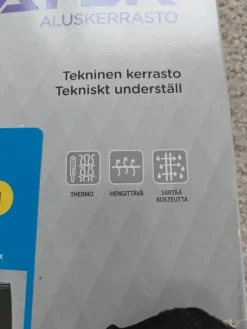 ALUSKERRASTO
Tekninen kerrasto
Tekniskt underställ
THERMO
HENGITTÄVÄ
SIIRTÄÄ
KOSTEUTTA